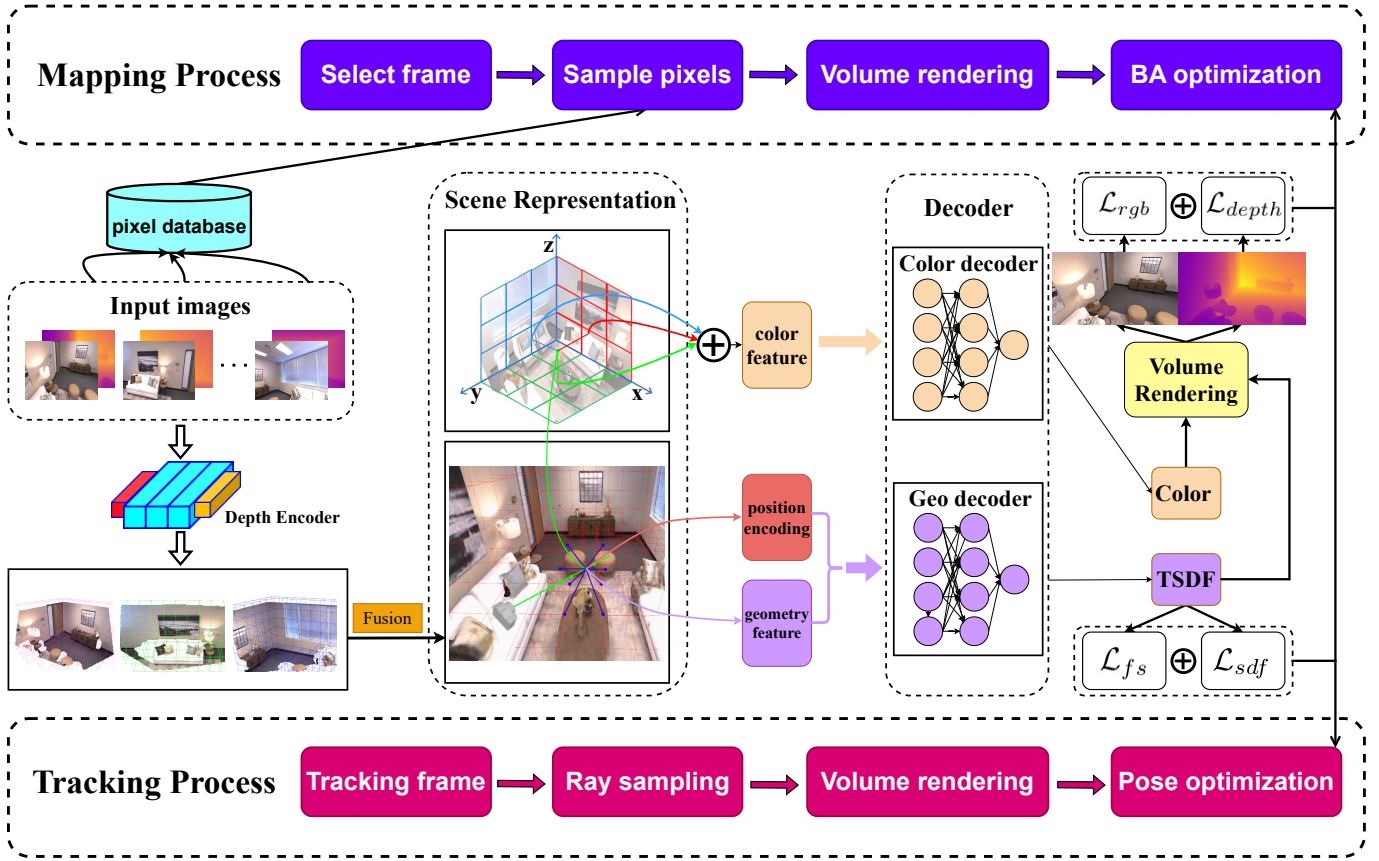 Mapping Process
Select frame
Sample pixels
Volume rendering
BA optimization
pixel database
Input images
. . .
Depth Encoder
Fusion
Scene Representation
z
y
x
color
feature
position
encoding
geometry
feature
Decoder
Color decoder
Geo decoder
ℒrgb ⊕ ℒdepth
Volume
Rendering
Color
TSDF
ℒfs ⊕ ℒsdf
Tracking Process
Tracking frame
Ray sampling
Volume rendering
Pose optimization